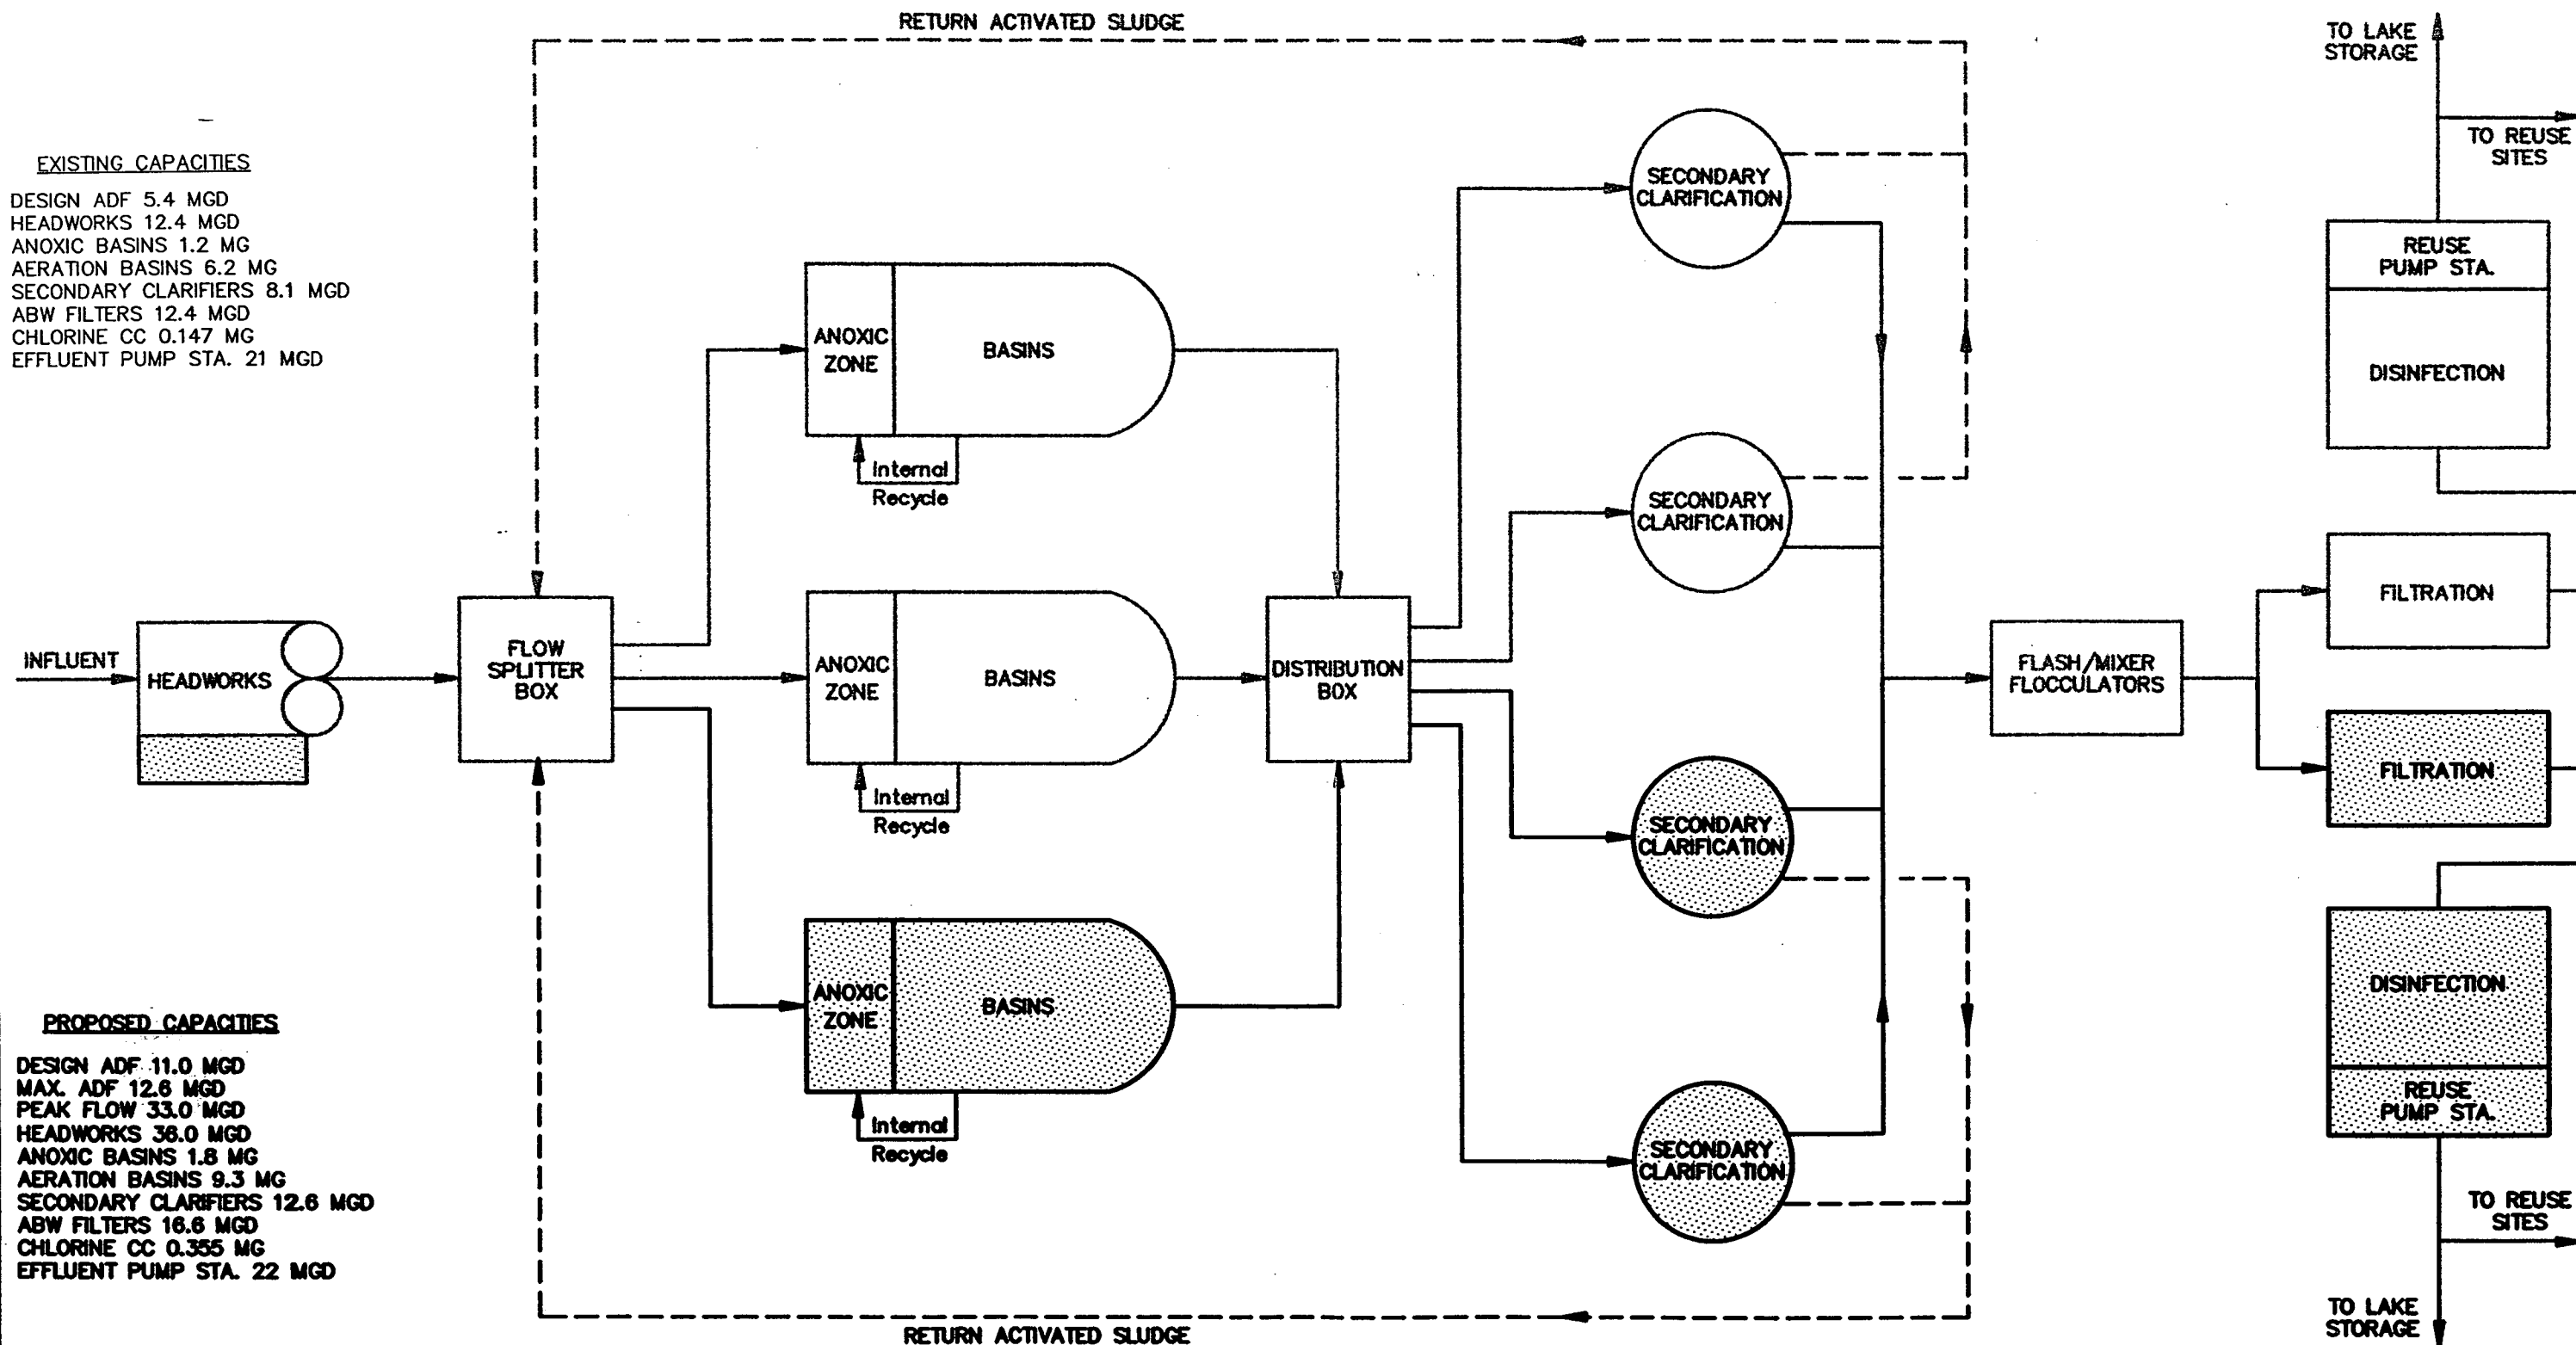 RETURN ACTIVATED SLUDGE
TO LAKE
STORAGE
TO REUSE
SITES
EXISTING CAPACITIES
DESIGN ADF 5.4 MGD
HEADWORKS 12.4 MGD
ANOXIC BASINS 1.2 MG
AERATION BASINS 6.2 MG
SECONDARY CLARIFIERS 8.1 MGD
ABW FILTERS 12.4 MGD
CHLORINE CC 0.147 MG
EFFLUENT PUMP STA. 21 MGD
SECONDARY
CLARIFICATION
REUSE
PUMP STA.
DISINFECTION
ANOXIC
ZONE
BASINS
Internal
Recycle
SECONDARY
CLARIFICATION
FILTRATION
INFLUENT
HEADWORKS
FLOW
SPLITTER
BOX
ANOXIC
ZONE
BASINS
Internal
Recycle
DISTRIBUTION
BOX
FLASH/MIXER
FLOCCULATORS
FILTRATION
SECONDARY
CLARIFICATION
ANOXIC
ZONE
BASINS
Internal
Recycle
DISINFECTION
REUSE
PUMP STA.
SECONDARY
CLARIFICATION
PROPOSED CAPACITIES
DESIGN ADF 11.0 MGD
MAX. ADF 12.6 MGD
PEAK FLOW 33.0 MGD
HEADWORKS 36.0 MGD
ANOXIC BASINS 1.8 MG
AERATION BASINS 9.3 MG
SECONDARY CLARIFIERS 12.6 MGD
ABW FILTERS 16.6 MGD
CHLORINE CC 0.355 MG
EFFLUENT PUMP STA. 22 MGD
TO REUSE
SITES
TO LAKE
STORAGE
RETURN ACTIVATED SLUDGE